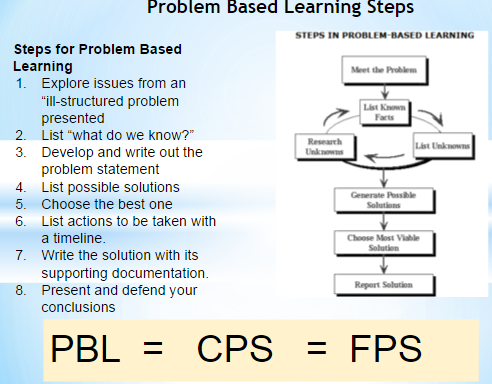 Problem Based Learning Steps
Steps for Problem Based
Learning
1. Explore issues from an
"ill-structured problem
presented
2. List "what do we know?"
3. Develop and write out the
problem statement
4. List possible solutions
5. Choose the best one
6. List actions to be taken with
a timeline.
7. Write the solution with its
supporting documentation.
8. Present and defend your
conclusions
STEPS IN PROBLEM-BASED LEARNING
Meet the Problem
List Known
Facts
List Unknowns
Research
Unknowns
Generate Possible
Solutions
Choose Most Viable
Solution
Report Solution
PBL = CPS = FPS